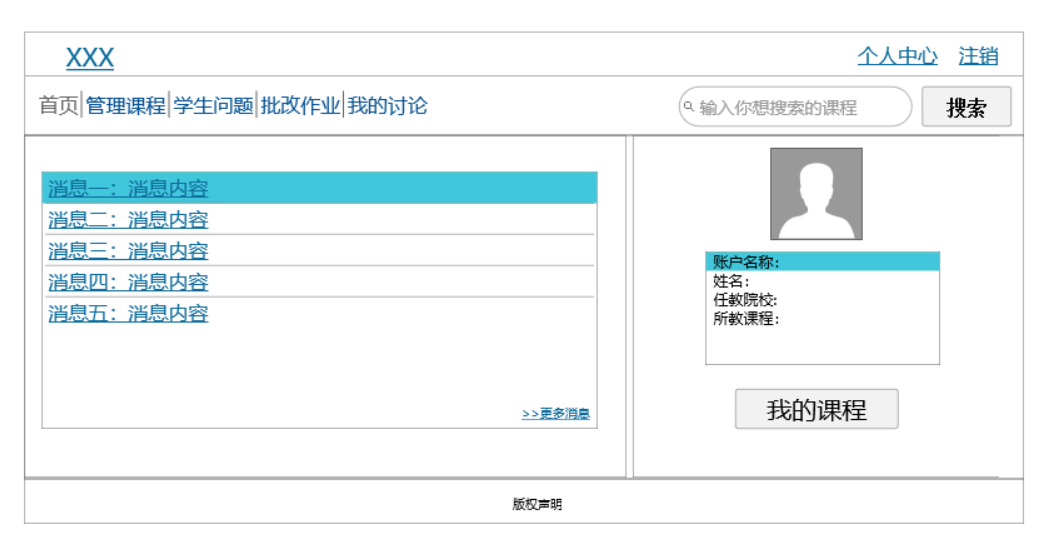 XXX 个人中心 注销
首页 管理课程 学生问题 批改作业 我的讨论 输入你想搜索的课程 搜索
消息一：消息内容
消息二：消息内容
消息三：消息内容
消息四：消息内容
消息五：消息内容
>>更多消息
账户名称：
姓名：
任教院校：
所教课程：
我的课程
版权声明